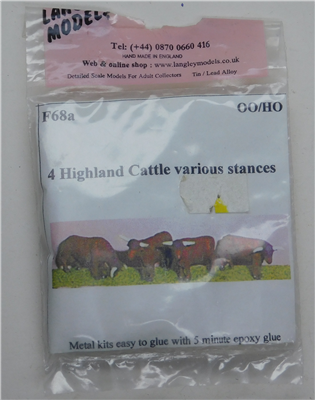 LANGLEY
MODELS
Tel: (+44) 0870 0660 416
HAND MADE IN ENGLAND
Web & online shop : www.langleymodels.co.uk
Detailed Scale Models For Adult Collectors Tin / Lead Alloy
F68a OO/HO
4 Highland Cattle various stances
Metal kits easy to glue with 5 minute epoxy glue